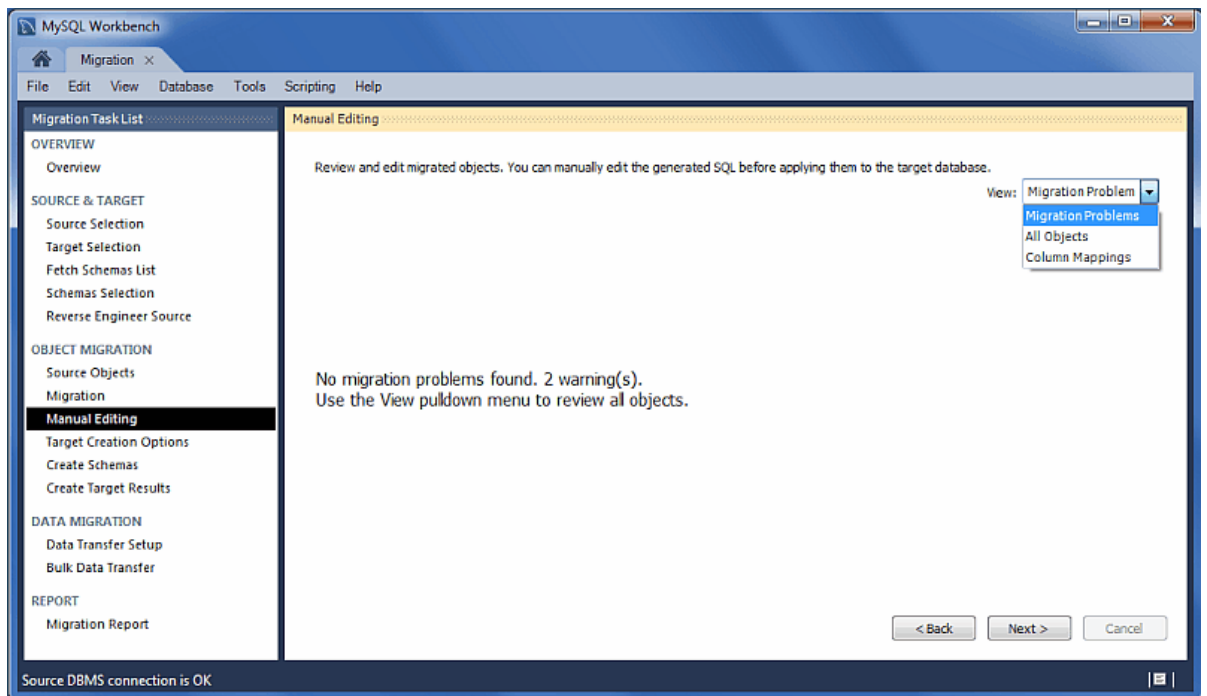 MySQL Workbench
Migration ×
File Edit View Database Tools Scripting Help
Migration Task List
OVERVIEW
Overview
SOURCE & TARGET
Source Selection
Target Selection
Fetch Schemas List
Schemas Selection
Reverse Engineer Source
OBJECT MIGRATION
Source Objects
Migration
Manual Editing
Target Creation Options
Create Schemas
Create Target Results
DATA MIGRATION
Data Transfer Setup
Bulk Data Transfer
REPORT
Migration Report
Manual Editing
Review and edit migrated objects. You can manually edit the generated SQL before applying them to the target database.
View: Migration Problem
Migration Problems
All Objects
Column Mappings
No migration problems found. 2 warning(s).
Use the View pulldown menu to review all objects.
< Back Next > Cancel
Source DBMS connection is OK